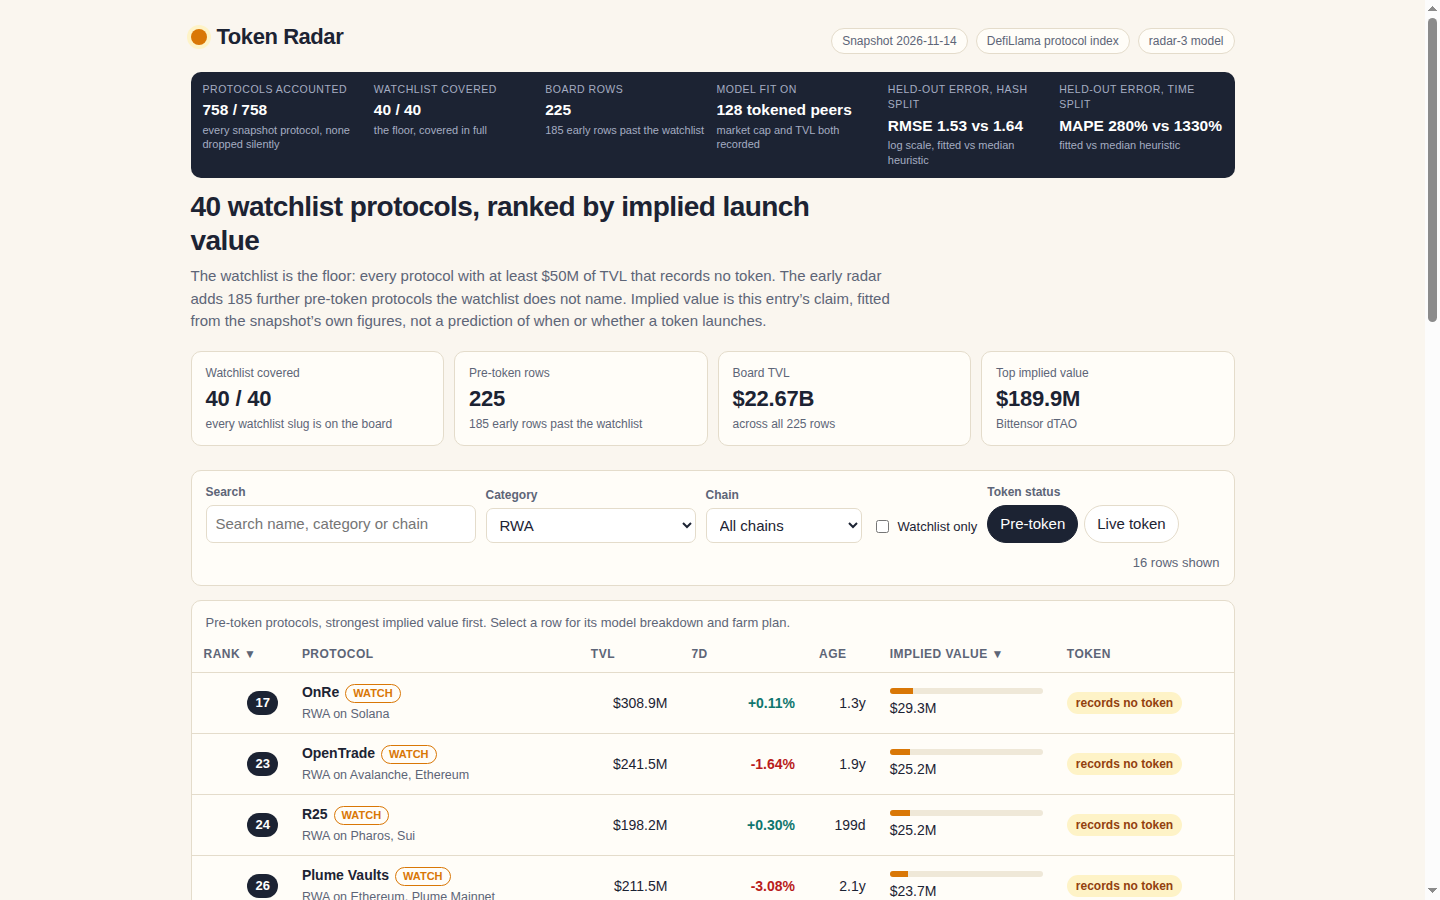 Token Radar
Snapshot 2026-11-14
DefiLlama protocol index
radar-3 model
PROTOCOLS ACCOUNTED
758 / 758
every snapshot protocol, none
dropped silently
WATCHLIST COVERED
40 / 40
the floor, covered in full
BOARD ROWS
225
185 early rows past the watchlist
MODEL FIT ON
128 tokened peers
market cap and TVL both
recorded
HELD-OUT ERROR, HASH
SPLIT
RMSE 1.53 vs 1.64
log scale, fitted vs median
heuristic
HELD-OUT ERROR, TIME
SPLIT
MAPE 280% vs 1330%
fitted vs median heuristic
40 watchlist protocols, ranked by implied launch
value
The watchlist is the floor: every protocol with at least $50M of TVL that records no token. The early radar
adds 185 further pre-token protocols the watchlist does not name. Implied value is this entry’s claim, fitted
from the snapshot’s own figures, not a prediction of when or whether a token launches.
Watchlist covered
40 / 40
every watchlist slug is on the board
Pre-token rows
225
185 early rows past the watchlist
Board TVL
$22.67B
across all 225 rows
Top implied value
$189.9M
Bittensor dTAO
Search
Search name, category or chain
Category
RWA
Chain
All chains
Watchlist only
Token status
Pre-token
Live token
16 rows shown
Pre-token protocols, strongest implied value first. Select a row for its model breakdown and farm plan.
RANK ▼ PROTOCOL TVL 7D AGE IMPLIED VALUE ▼ TOKEN
17 OnRe WATCH $308.9M +0.11% 1.3y $29.3M records no token
RWA on Solana
23 OpenTrade WATCH $241.5M -1.64% 1.9y $25.2M records no token
RWA on Avalanche, Ethereum
24 R25 WATCH $198.2M +0.30% 199d $25.2M records no token
RWA on Pharos, Sui
26 Plume Vaults WATCH $211.5M -3.08% 2.1y $23.7M records no token
RWA on Ethereum, Plume Mainnet